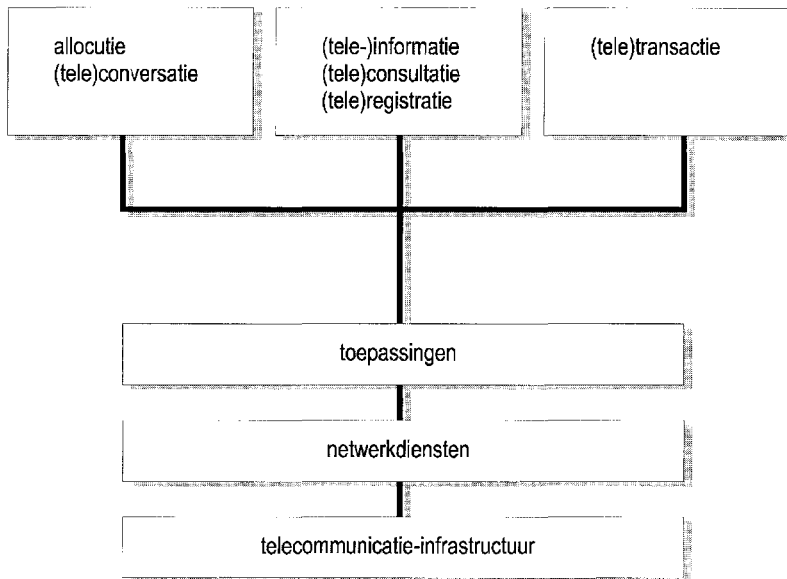 allocutie
(tele)conversatie
(tele-)informatie
(tele)consultatie
(tele)registratie
(tele)transactie
toepassingen
netwerkdiensten
telecommunicatie-infrastructuur